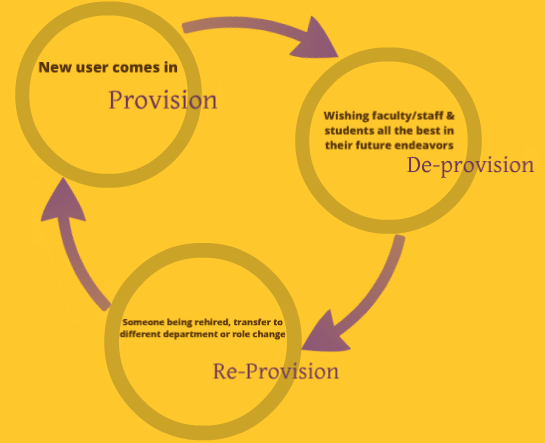 New user comes in
Provision
Wishing faculty/staff &
students all the best in
their future endeavors
De-provision
Someone being rehired, transfer to
different department or role change
Re-Provision